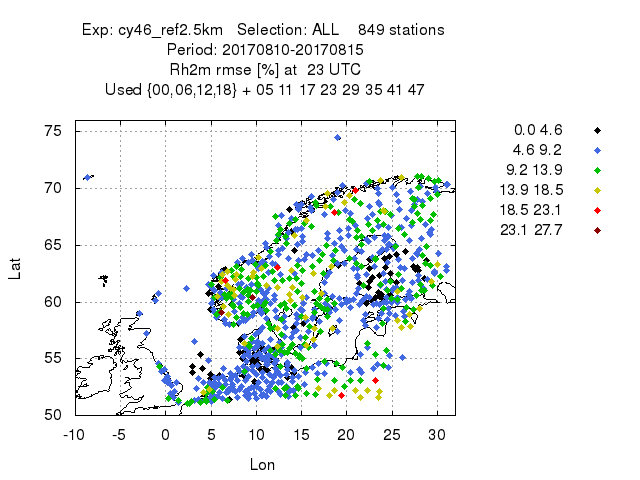 Exp: cy46_ref2.5km   Selection: ALL    849 stations
Period: 20170810-20170815
Rh2m rmse [%] at  23 UTC
Used {00,06,12,18} + 05 11 17 23 29 35 41 47
75
70
65
60
55
50
Lat
-10 -5 0 5 10 15 20 25 30
Lon
0.0 4.6
4.6 9.2
9.2 13.9
13.9 18.5
18.5 23.1
23.1 27.7